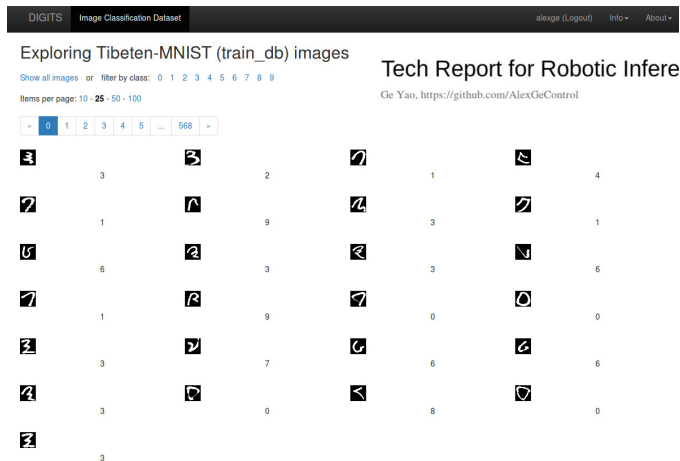 DIGITS Image Classification Dataset alexge (Logout) Info About
Exploring Tibeten-MNIST (train_db) images
Tech Report for Robotic Infere
Ge Yao, https://github.com/AlexGeControl
Show all images or filter by class: 0 1 2 3 4 5 6 7 8 9
Items per page: 10 - 25 - 50 - 100
« 0 1 2 3 4 5 ... 568 »
3 2 1 4
1 9 3 1
6 3 3 6
1 9 0 0
3 7 6 6
3 0 8 0
3